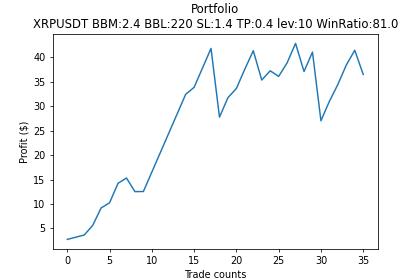 Portfolio
XRPUSDT BBM:2.4 BBL:220 SL:1.4 TP:0.4 lev:10 WinRatio:81.0
40
35
30
25
20
15
10
5
Profit ($)
0 5 10 15 20 25 30 35
Trade counts